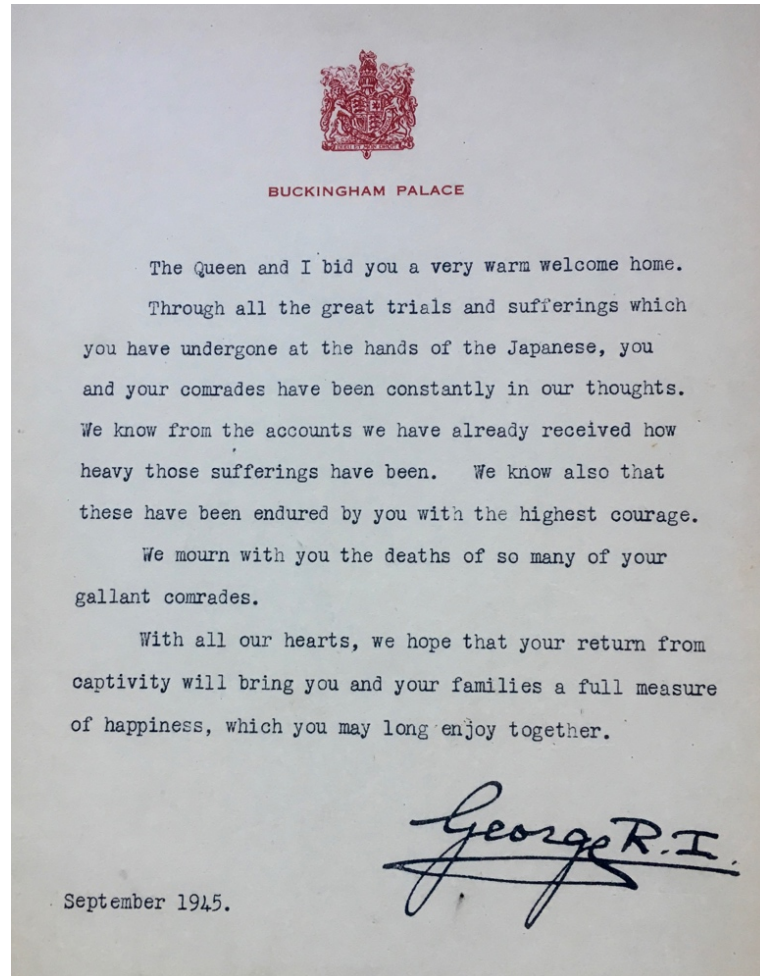 DIEU ET MON DROIT
BUCKINGHAM PALACE
The Queen and I bid you a very warm welcome home.
Through all the great trials and sufferings which
you have undergone at the hands of the Japanese, you
and your comrades have been constantly in our thoughts.
We know from the accounts we have already received how
heavy those sufferings have been. We know also that
these have been endured by you with the highest courage.
We mourn with you the deaths of so many of your
gallant comrades.
With all our hearts, we hope that your return from
captivity will bring you and your families a full measure
of happiness, which you may long enjoy together.
George R.I.
September 1945.